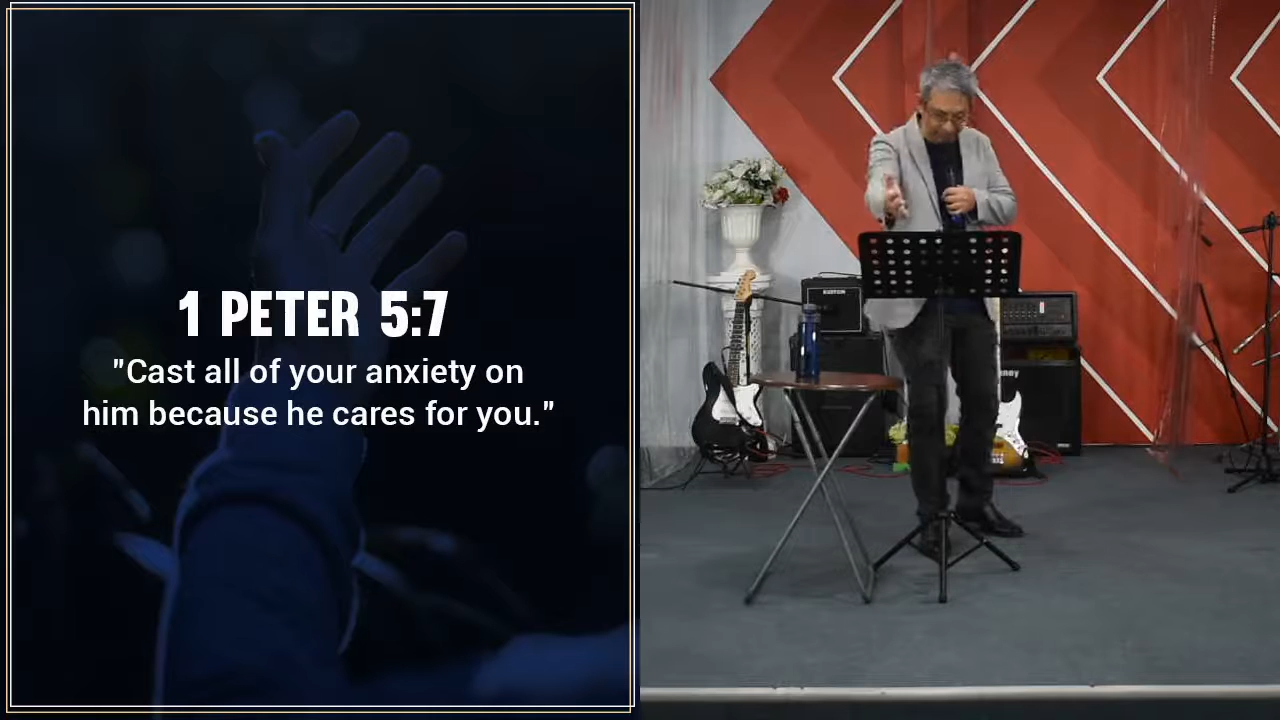 1 PETER 5:7
"Cast all of your anxiety on
him because he cares for you."